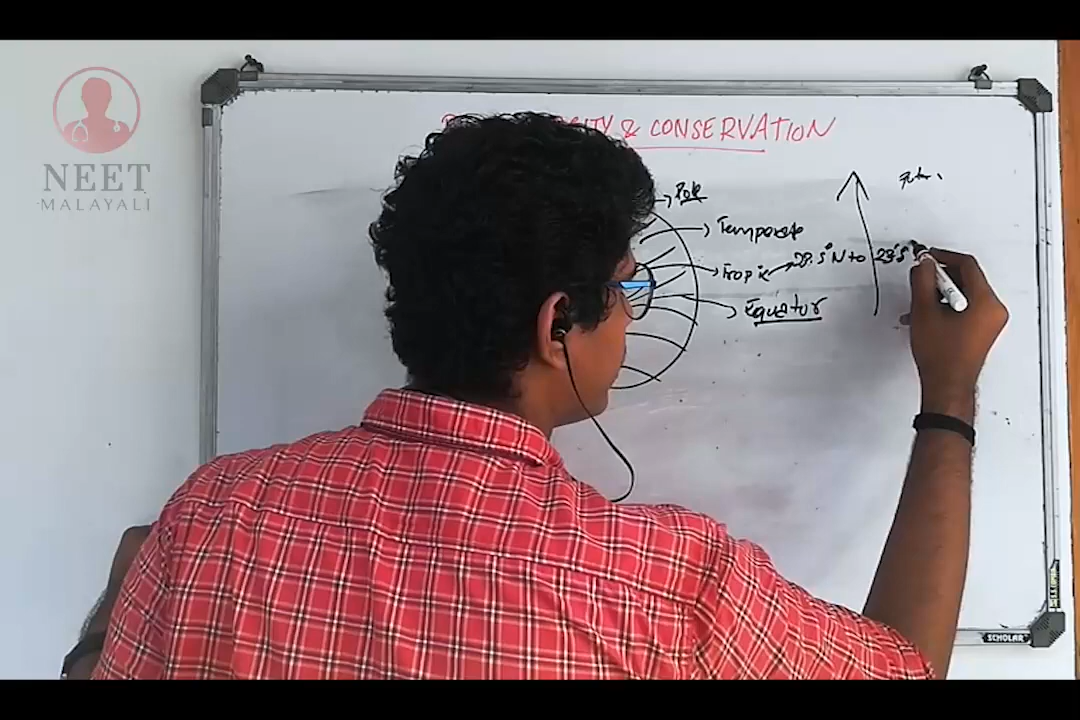 NEET
MALAYALI
& CONSERVATION
Pole
Temperate
Tropic 23.5°N to 23.5°
Equator
SCHOLAR